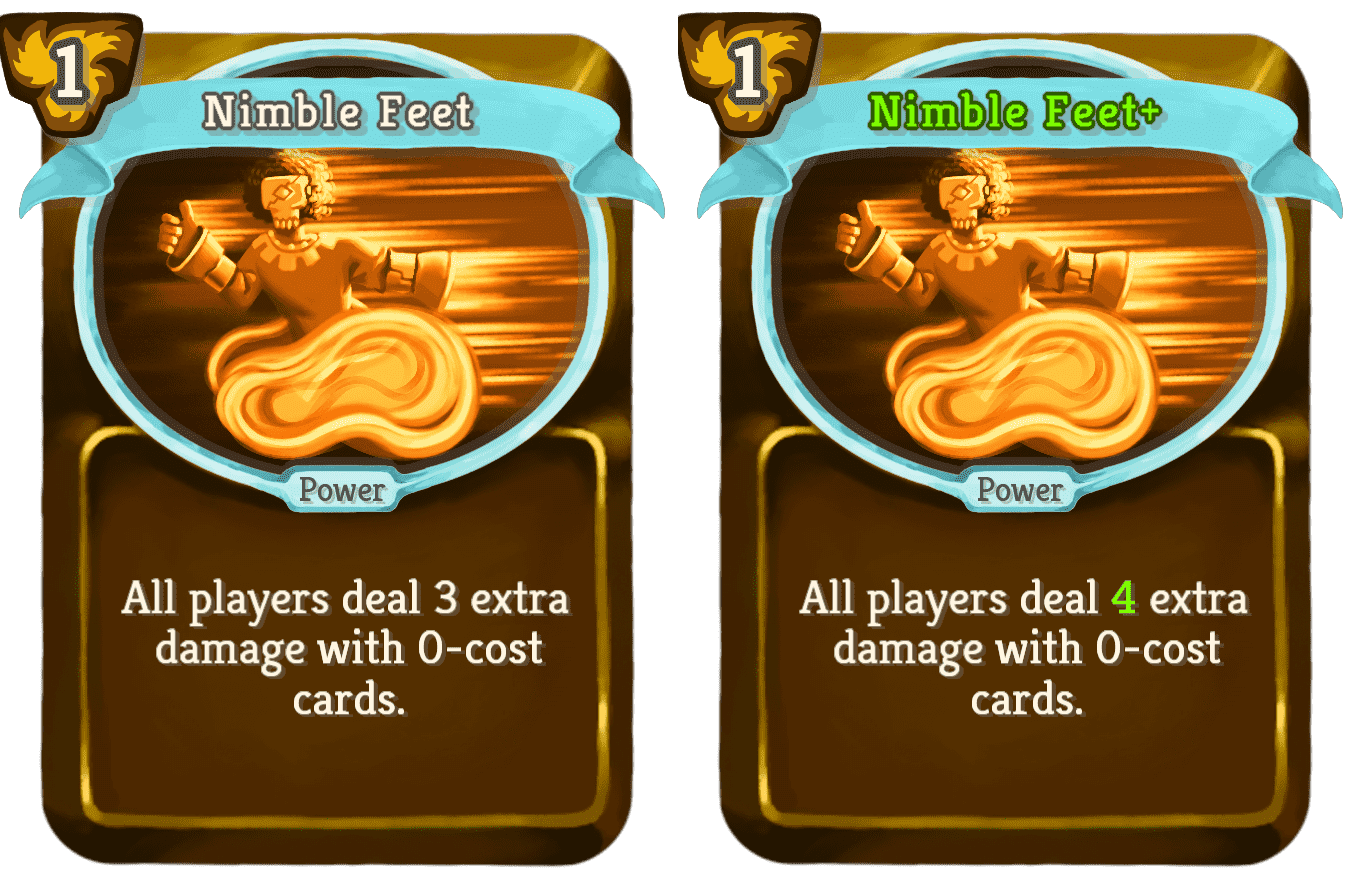 1
Nimble Feet
Power
All players deal 3 extra
damage with 0-cost
cards.
1
Nimble Feet+
Power
All players deal 4 extra
damage with 0-cost
cards.